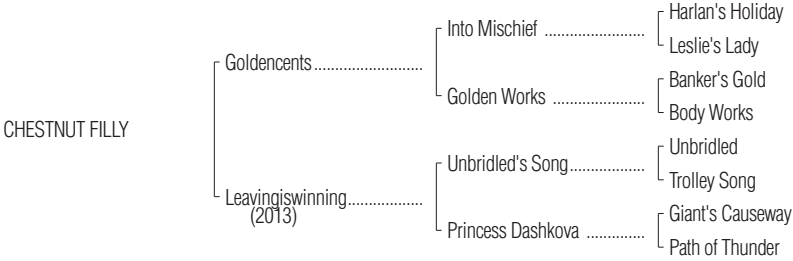 Harlan's Holiday
Into Mischief ........................
Leslie's Lady
Goldencents..........................
Banker's Gold
Golden Works ......................
Body Works
CHESTNUT FILLY
Unbridled
Unbridled's Song..................
Trolley Song
Leavingiswinning..................
(2013)
Giant's Causeway
Princess Dashkova ..............
Path of Thunder